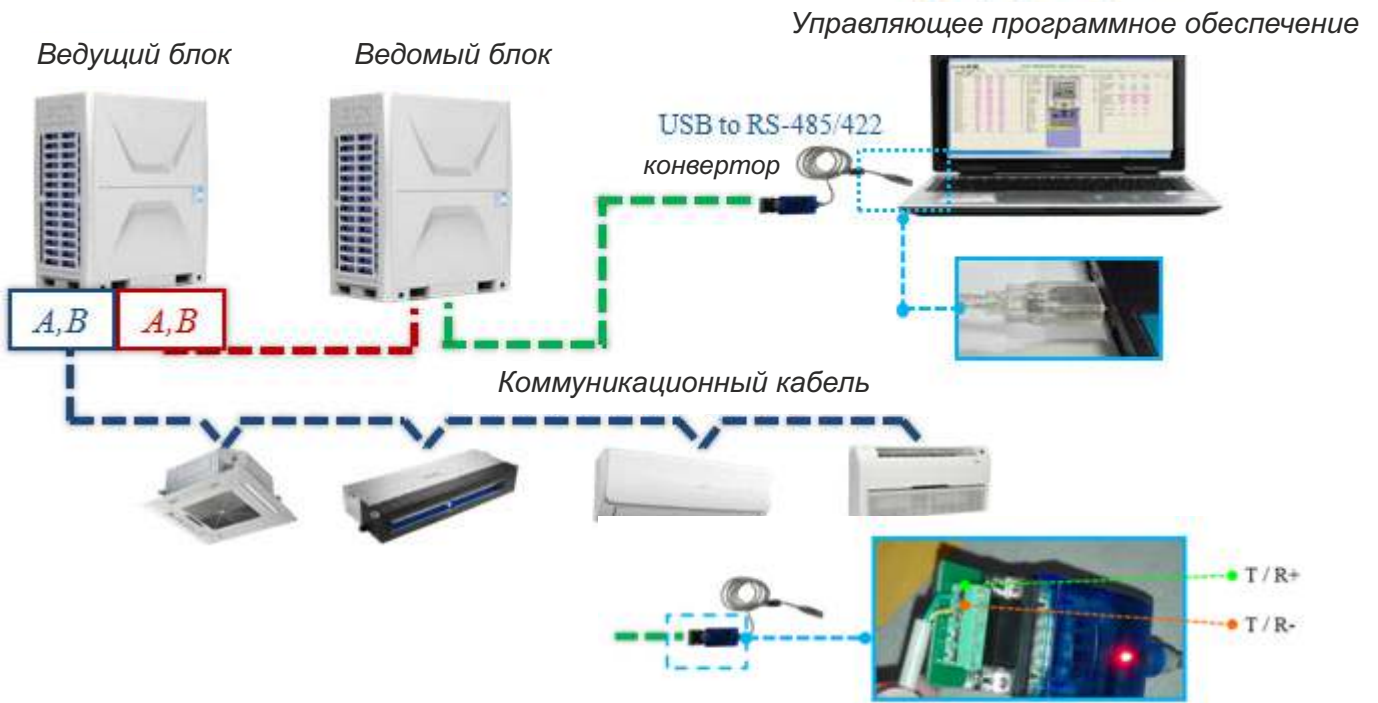 Управляющее программное обеспечение
Ведущий блок
Ведомый блок
USB to RS-485/422
конвертор
A,B
A,B
Коммуникационный кабель
T / R+
T / R-